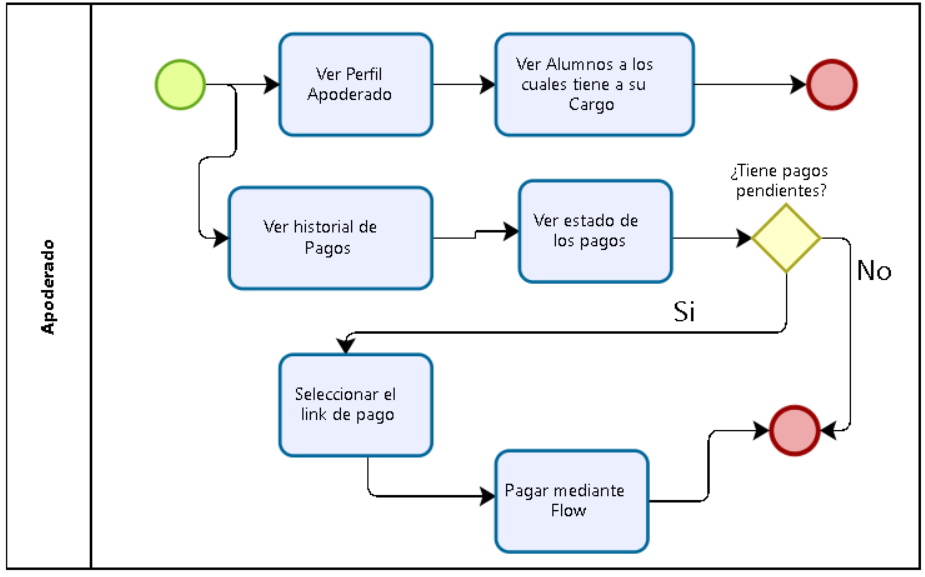 Apoderado
Ver Perfil
Apoderado
Ver Alumnos a los
cuales tiene a su
Cargo
Ver historial de
Pagos
Ver estado de
los pagos
¿Tiene pagos
pendientes?
No
Si
Seleccionar el
link de pago
Pagar mediante
Flow